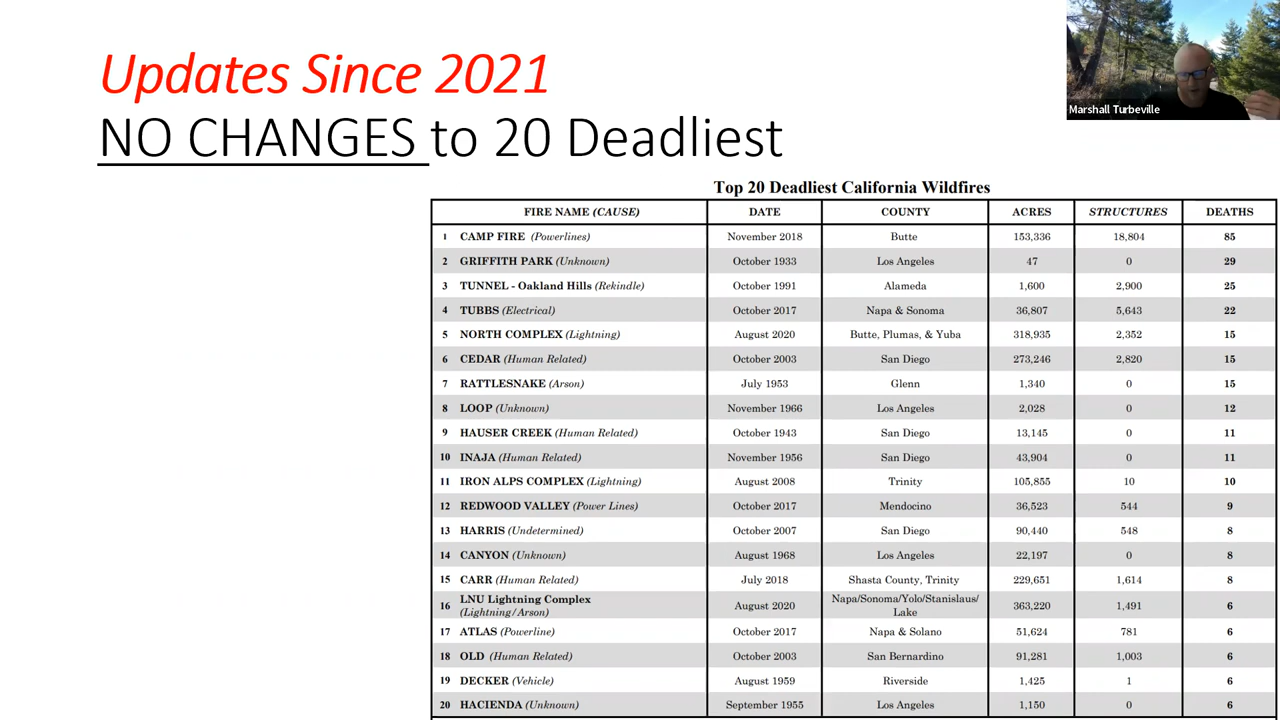 Updates Since 2021
NO CHANGES to 20 Deadliest
Marshall Turbeville
Top 20 Deadliest California Wildfires
FIRE NAME (CAUSE) DATE COUNTY ACRES STRUCTURES DEATHS
1 CAMP FIRE (Powerlines) November 2018 Butte 153,336 18,804 85
2 GRIFFITH PARK (Unknown) October 1933 Los Angeles 47 0 29
3 TUNNEL - Oakland Hills (Rekindle) October 1991 Alameda 1,600 2,900 25
4 TUBBS (Electrical) October 2017 Napa & Sonoma 36,807 5,643 22
5 NORTH COMPLEX (Lightning) August 2020 Butte, Plumas, & Yuba 318,935 2,352 15
6 CEDAR (Human Related) October 2003 San Diego 273,246 2,820 15
7 RATTLESNAKE (Arson) July 1953 Glenn 1,340 0 15
8 LOOP (Unknown) November 1966 Los Angeles 2,028 0 12
9 HAUSER CREEK (Human Related) October 1943 San Diego 13,145 0 11
10 INAJA (Human Related) November 1956 San Diego 43,904 0 11
11 IRON ALPS COMPLEX (Lightning) August 2008 Trinity 105,855 10 10
12 REDWOOD VALLEY (Power Lines) October 2017 Mendocino 36,523 544 9
13 HARRIS (Undetermined) October 2007 San Diego 90,440 548 8
14 CANYON (Unknown) August 1968 Los Angeles 22,197 0 8
15 CARR (Human Related) July 2018 Shasta County, Trinity 229,651 1,614 8
16 LNU Lightning Complex
(Lightning/Arson) August 2020 Napa/Sonoma/Yolo/Stanislaus/
Lake 363,220 1,491 6
17 ATLAS (Powerline) October 2017 Napa & Solano 51,624 781 6
18 OLD (Human Related) October 2003 San Bernardino 91,281 1,003 6
19 DECKER (Vehicle) August 1959 Riverside 1,425 1 6
20 HACIENDA (Unknown) September 1955 Los Angeles 1,150 0 6